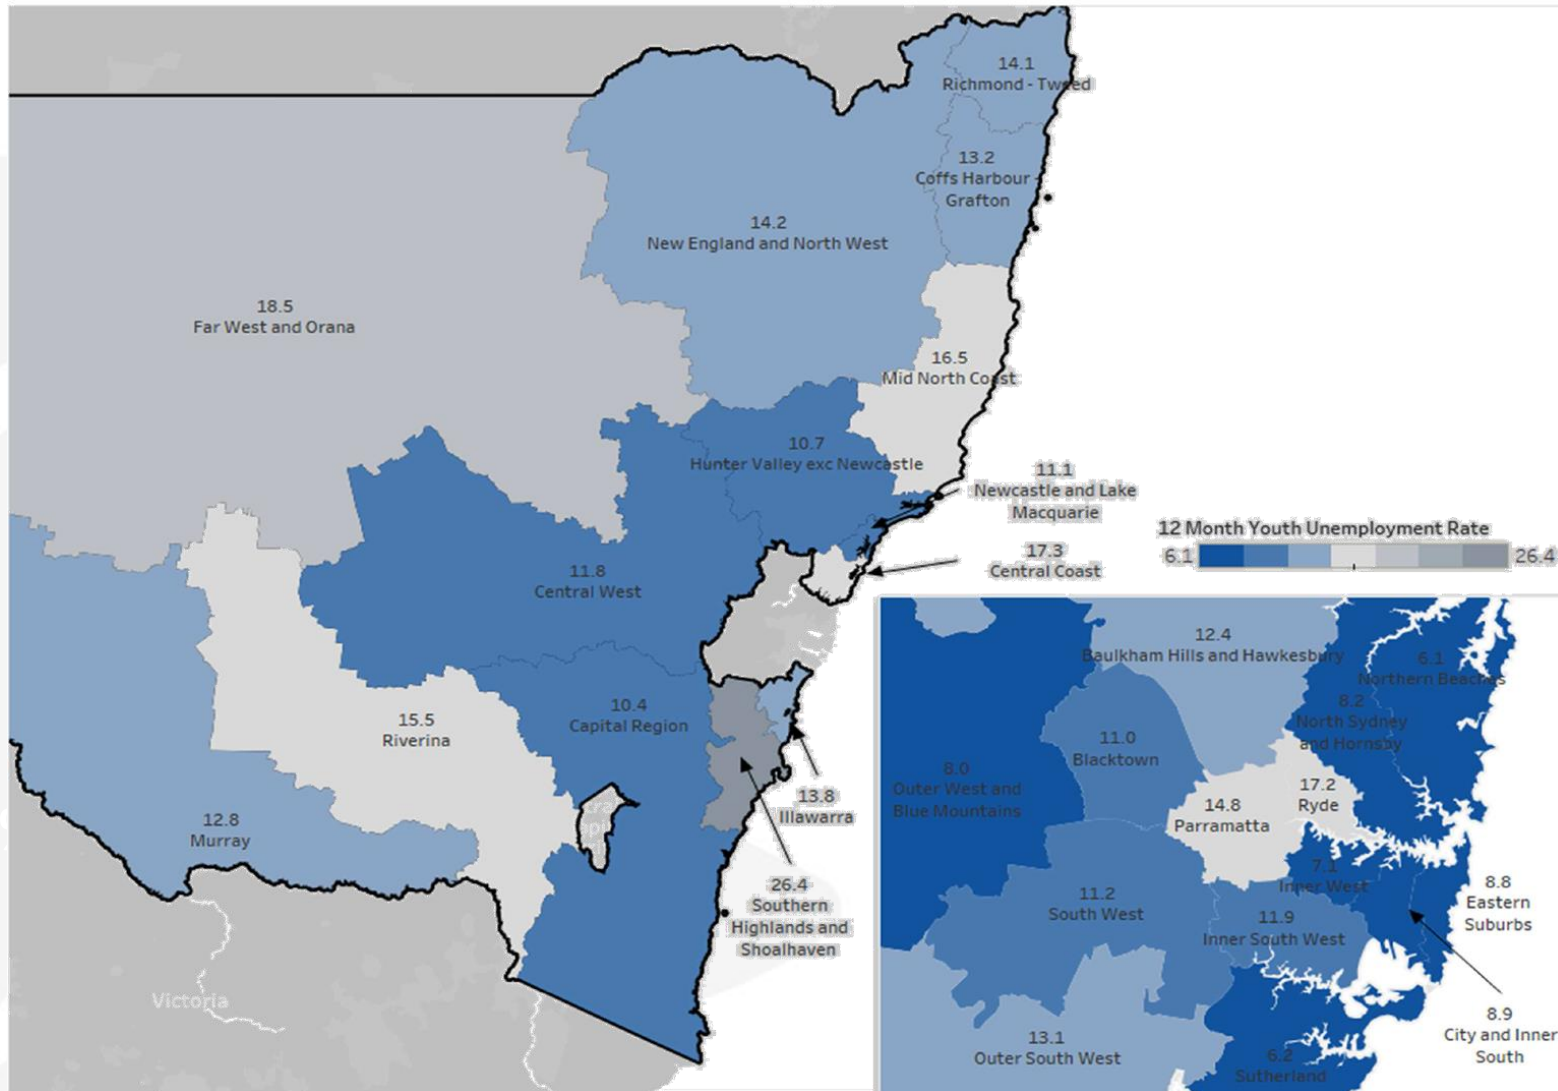 14.1
Richmond - Tweed
13.2
Coffs Harbour -
Grafton
14.2
New England and North West
18.5
Far West and Orana
16.5
Mid North Coast
10.7
Hunter Valley exc Newcastle
11.1
Newcastle and Lake
Macquarie
17.3
Central Coast
12 Month Youth Unemployment Rate
6.1
26.4
11.8
Central West
10.4
Capital Region
15.5
Riverina
12.8
Murray
13.8
Illawarra
26.4
Southern
Highlands and
Shoalhaven
Victoria
12.4
Baulkham Hills and Hawkesbury
6.1
Northern Beaches
8.2
North Sydney
and Hornsby
11.0
Blacktown
8.0
Outer West and
Blue Mountains
17.2
Ryde
14.8
Parramatta
7.1
Inner West
11.2
South West
11.9
Inner South West
8.8
Eastern
Suburbs
8.9
City and Inner
South
13.1
Outer South West
6.2
Sutherland